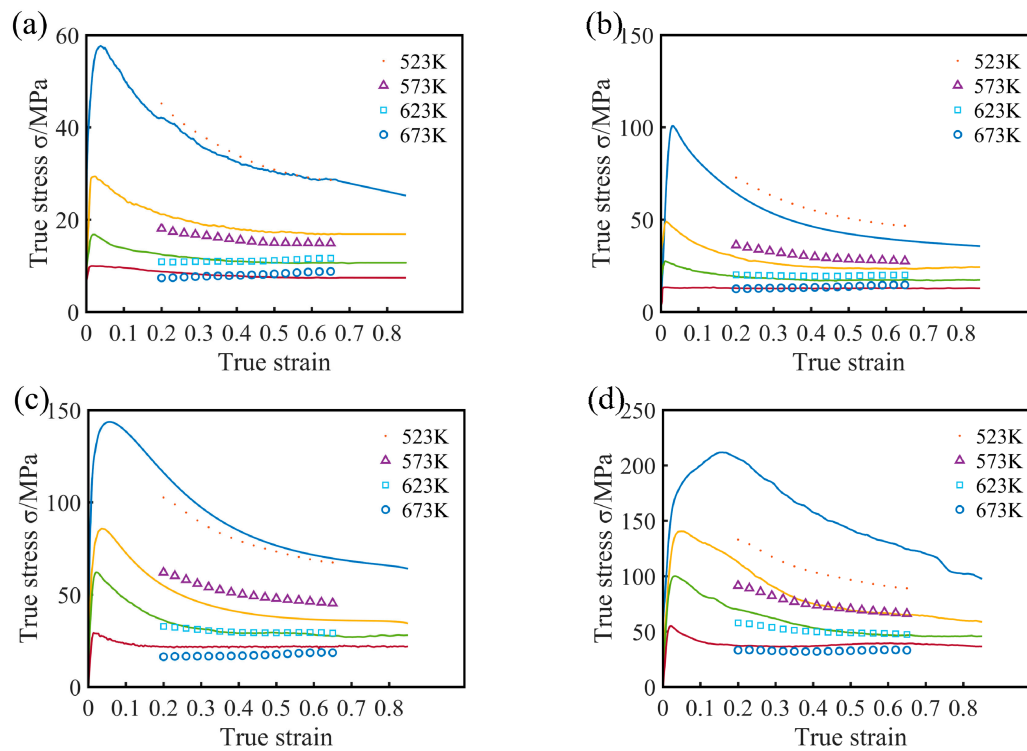 (a)
60
40
20
0
0 0.1 0.2 0.3 0.4 0.5 0.6 0.7 0.8
True strain
True stress σ/MPa
523K
573K
623K
673K
(b)
150
100
50
0
0 0.1 0.2 0.3 0.4 0.5 0.6 0.7 0.8
True strain
True stress σ/MPa
523K
573K
623K
673K
(c)
150
100
50
0
0 0.1 0.2 0.3 0.4 0.5 0.6 0.7 0.8
True strain
True stress σ/MPa
523K
573K
623K
673K
(d)
250
200
150
100
50
0
0 0.1 0.2 0.3 0.4 0.5 0.6 0.7 0.8
True strain
True stress σ/MPa
523K
573K
623K
673K